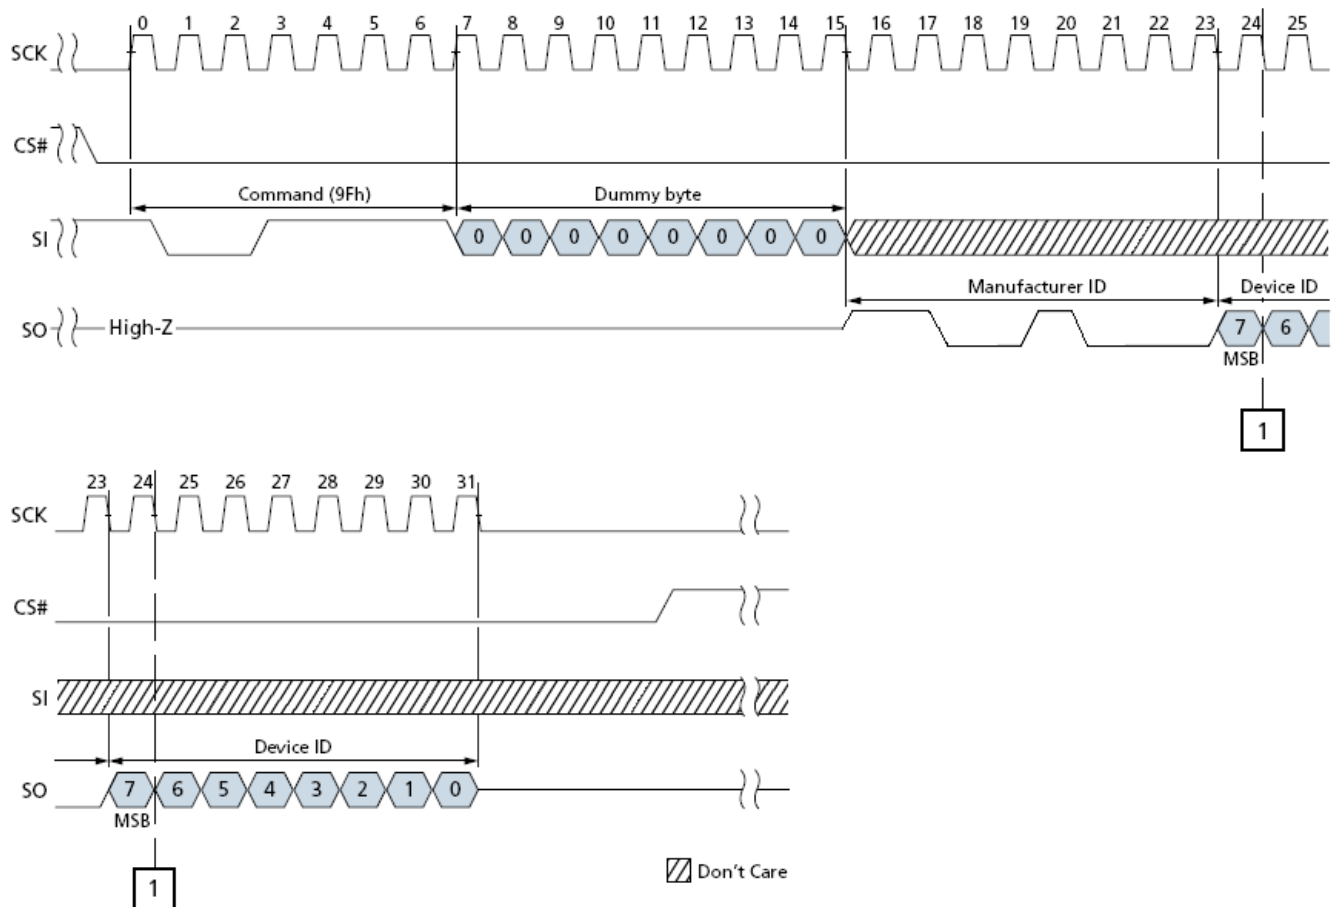 0 1 2 3 4 5 6 7 8 9 10 11 12 13 14 15 16 17 18 19 20 21 22 23 24 25
SCK
CS#
Command (9Fh) Dummy byte
SI 0 0 0 0 0 0 0 0
Manufacturer ID Device ID
SO High-Z 7 6
MSB
1
23 24 25 26 27 28 29 30 31
SCK
CS#
SI
Device ID
SO 7 6 5 4 3 2 1 0
MSB
1
Don't Care